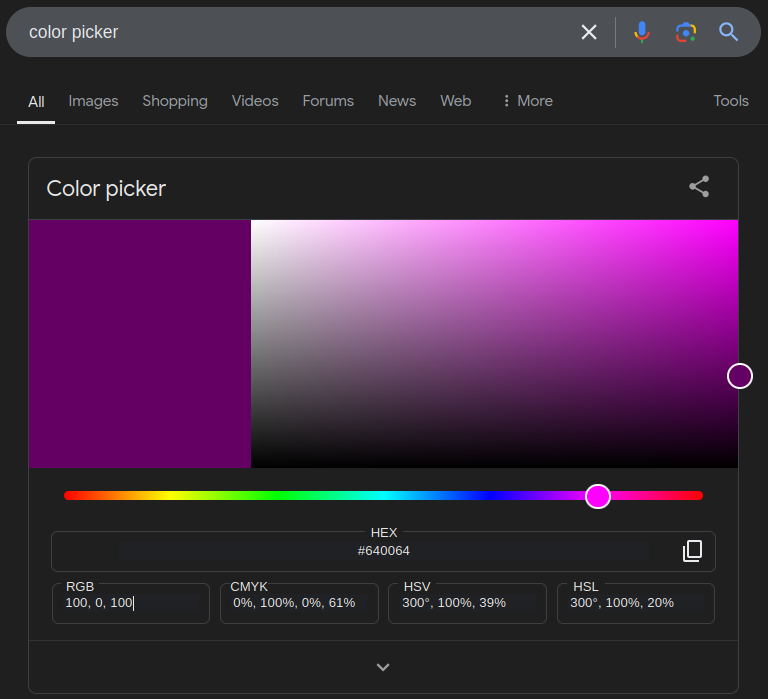 color picker
All Images Shopping Videos Forums News Web More Tools
Color picker
HEX
#640064
RGB CMYK HSV HSL
100, 0, 100 0%, 100%, 0%, 61% 300°, 100%, 39% 300°, 100%, 20%